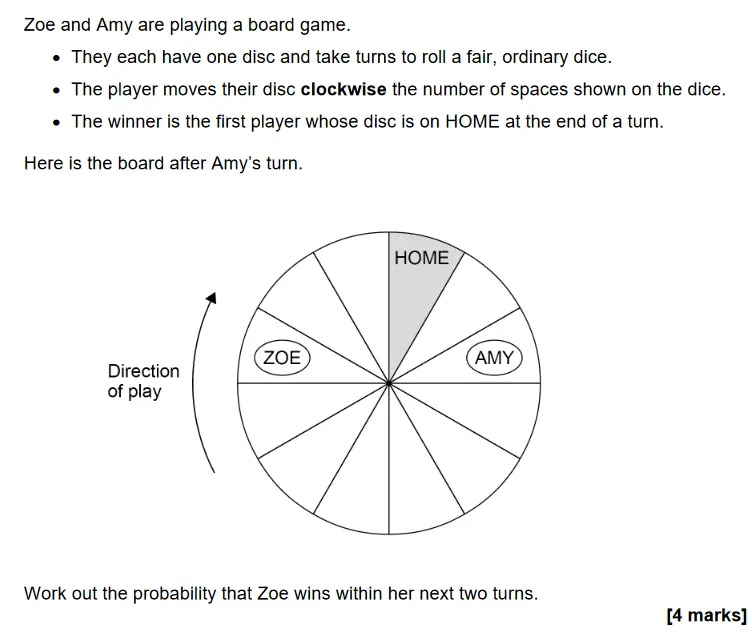 Zoe and Amy are playing a board game.
• They each have one disc and take turns to roll a fair, ordinary dice.
• The player moves their disc clockwise the number of spaces shown on the dice.
• The winner is the first player whose disc is on HOME at the end of a turn.
Here is the board after Amy's turn.
HOME
ZOE
AMY
Direction
of play
Work out the probability that Zoe wins within her next two turns.
[4 marks]